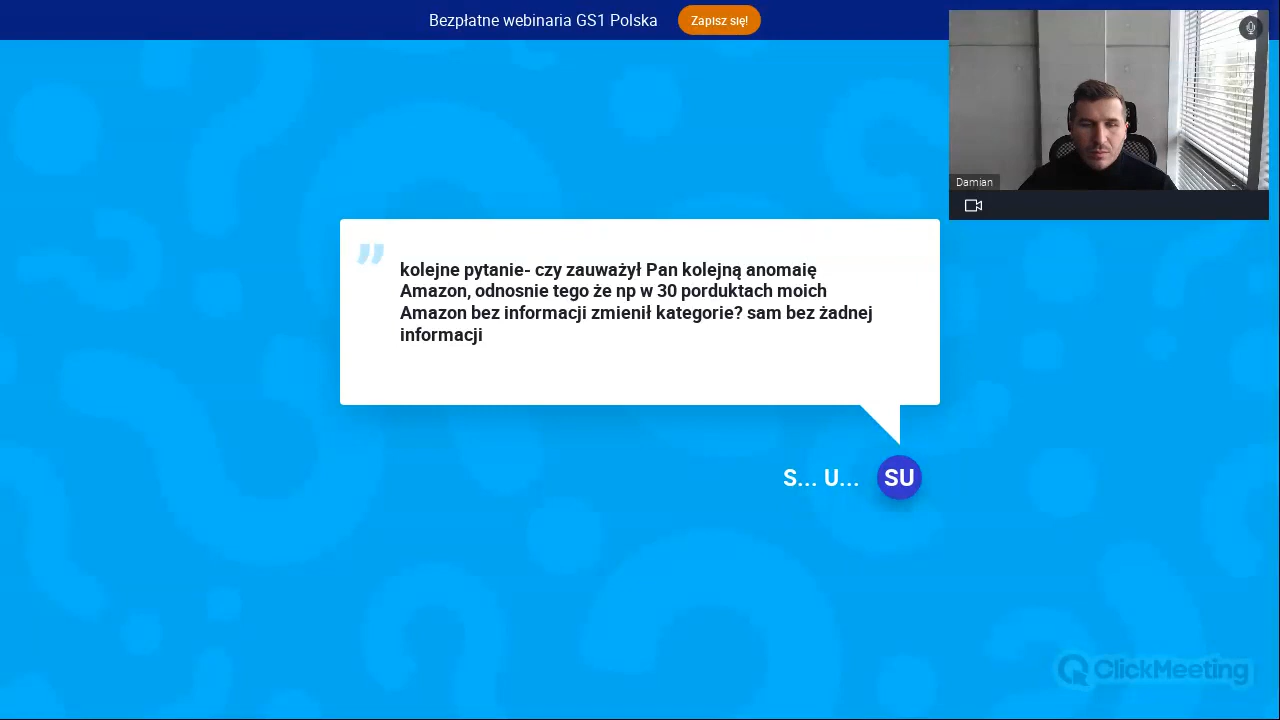 Bezpłatne webinaria GS1 Polska
Zapisz się!
Damian
”
kolejne pytanie- czy zauważył Pan kolejną anomaię
Amazon, odnosnie tego że np w 30 porduktach moich
Amazon bez informacji zmienił kategorie? sam bez żadnej
informacji
S... U...
SU
ClickMeeting